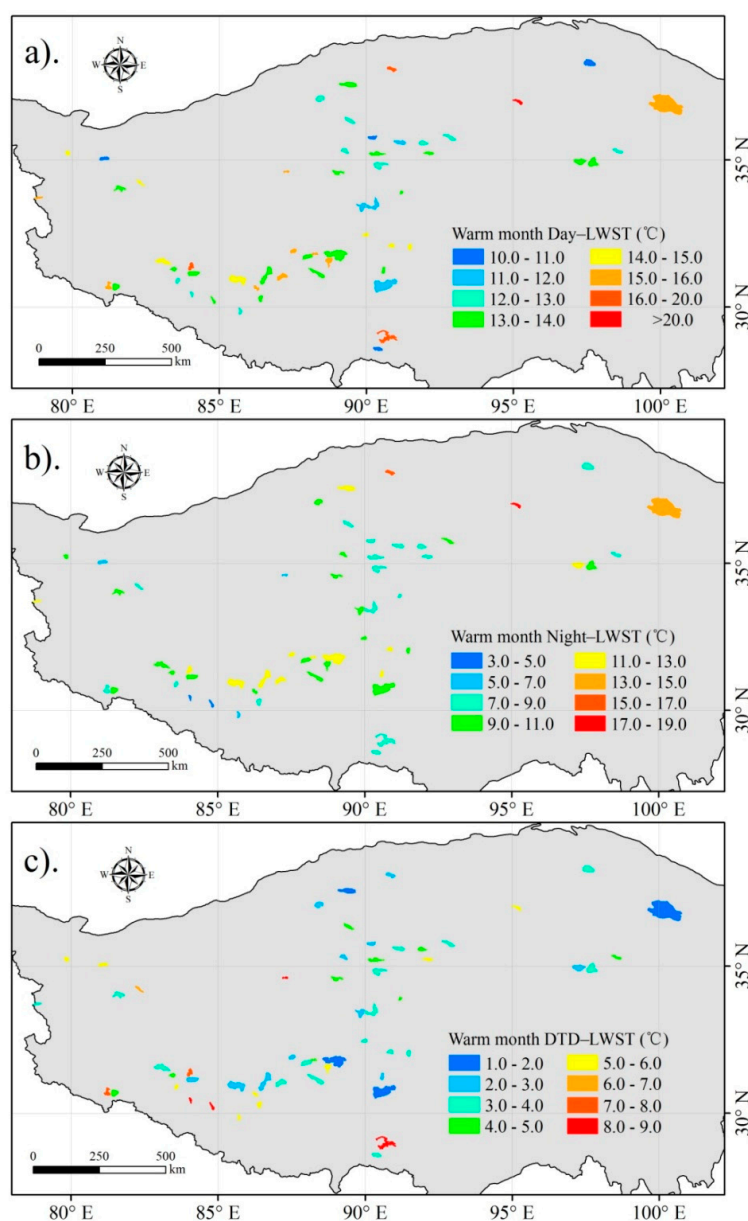 a).
N
W E
S
35° N
30° N
Warm month Day–LWST (℃)
10.0 - 11.0 14.0 - 15.0
11.0 - 12.0 15.0 - 16.0
12.0 - 13.0 16.0 - 20.0
13.0 - 14.0 >20.0
0 250 500
km
80° E 85° E 90° E 95° E 100° E
b).
N
W E
S
35° N
30° N
Warm month Night–LWST (℃)
3.0 - 5.0 11.0 - 13.0
5.0 - 7.0 13.0 - 15.0
7.0 - 9.0 15.0 - 17.0
9.0 - 11.0 17.0 - 19.0
0 250 500
km
80° E 85° E 90° E 95° E 100° E
c).
N
W E
S
35° N
30° N
Warm month DTD–LWST (℃)
1.0 - 2.0 5.0 - 6.0
2.0 - 3.0 6.0 - 7.0
3.0 - 4.0 7.0 - 8.0
4.0 - 5.0 8.0 - 9.0
0 250 500
km
80° E 85° E 90° E 95° E 100° E